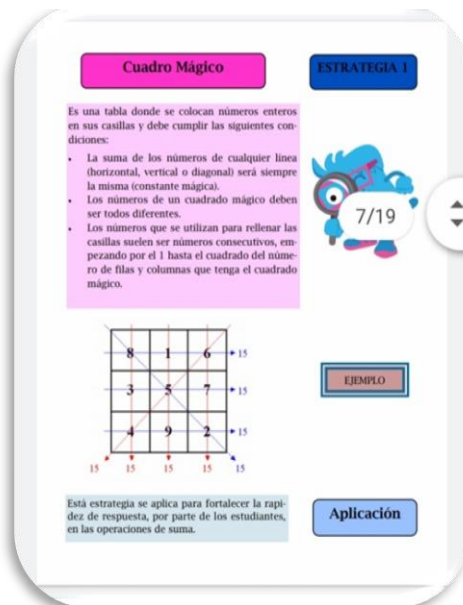 Cuadro Mágico
ESTRATEGIA 1
Es una tabla donde se colocan números enteros
en sus casillas y debe cumplir las siguientes con-
diciones:
• La suma de los números de cualquier línea
(horizontal, vertical o diagonal) será siempre
la misma (constante mágica).
• Los números de un cuadrado mágico deben
ser todos diferentes.
• Los números que se utilizan para rellenar las
casillas suelen ser números consecutivos, em-
pezando por el 1 hasta el cuadrado del núme-
ro de filas y columnas que tenga el cuadrado
mágico.
7/19
8 1 6 15
3 5 7 15
4 9 2 15
15 15 15 15 15
EJEMPLO
Está estrategia se aplica para fortalecer la rapi-
dez de respuesta, por parte de los estudiantes,
en las operaciones de suma.
Aplicación